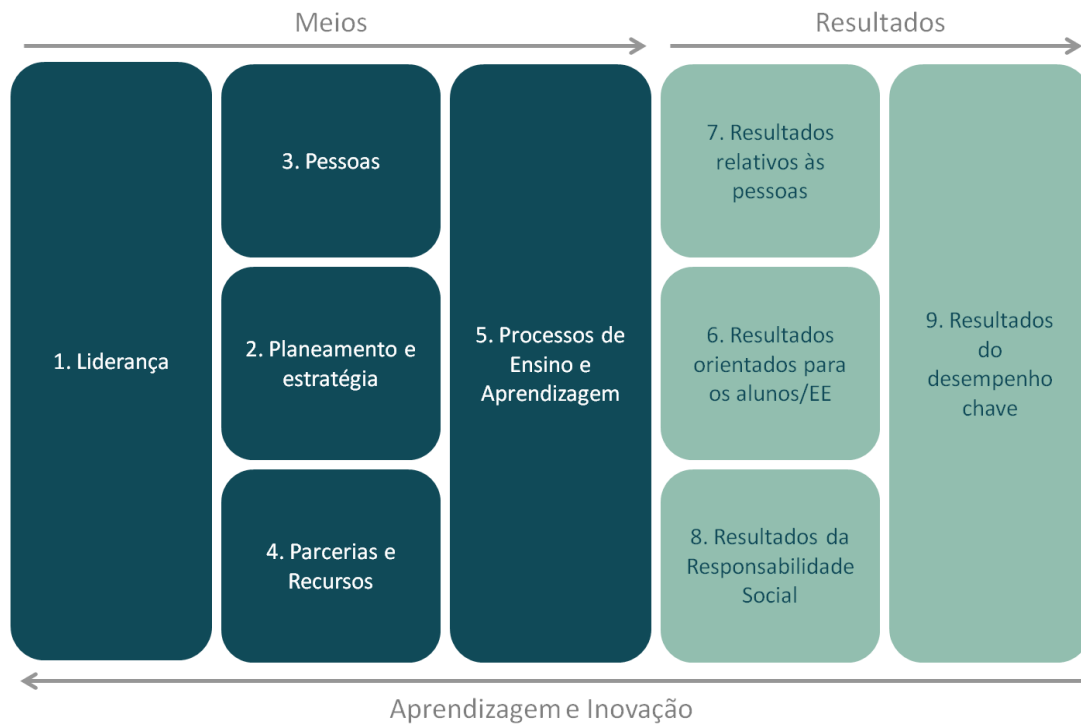 Meios
Resultados
1. Liderança
3. Pessoas
2. Planeamento e
estratégia
4. Parcerias e
Recursos
5. Processos de
Ensino e
Aprendizagem
7. Resultados
relativos às
pessoas
6. Resultados
orientados para
os alunos/EE
8. Resultados da
Responsabilidade
Social
9. Resultados
do
desempenho
chave
Aprendizagem e Inovação